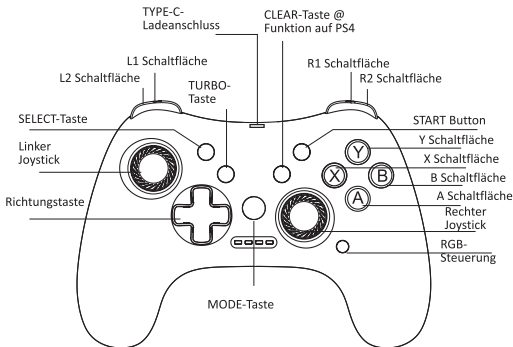 TYPE-C-
Ladeanschluss
CLEAR-Taste @
Funktion auf PS4
L1 Schaltfläche
L2 Schaltfläche
TURBO-
Taste
R1 Schaltfläche
R2 Schaltfläche
SELECT-Taste
START Button
Linker
Joystick
Y Schaltfläche
X Schaltfläche
B Schaltfläche
A Schaltfläche
Y
X
B
A
Richtungstaste
Rechter
Joystick
RGB-
Steuerung
MODE-Taste